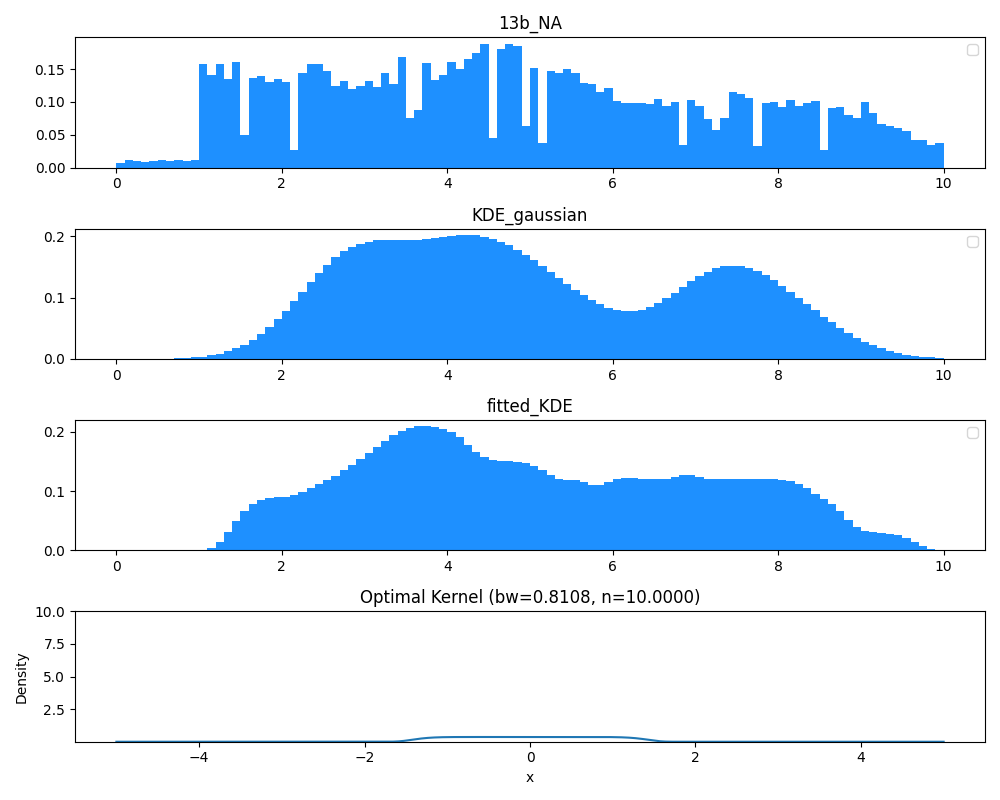 13b_NA
0.15
0.10
0.05
0.00
0 2 4 6 8 10
KDE_gaussian
0.2
0.1
0.0
0 2 4 6 8 10
fitted_KDE
0.2
0.1
0.0
0 2 4 6 8 10
Optimal Kernel (bw=0.8108, n=10.0000)
10.0
7.5
5.0
2.5
Density
−4 −2 0 2 4
x